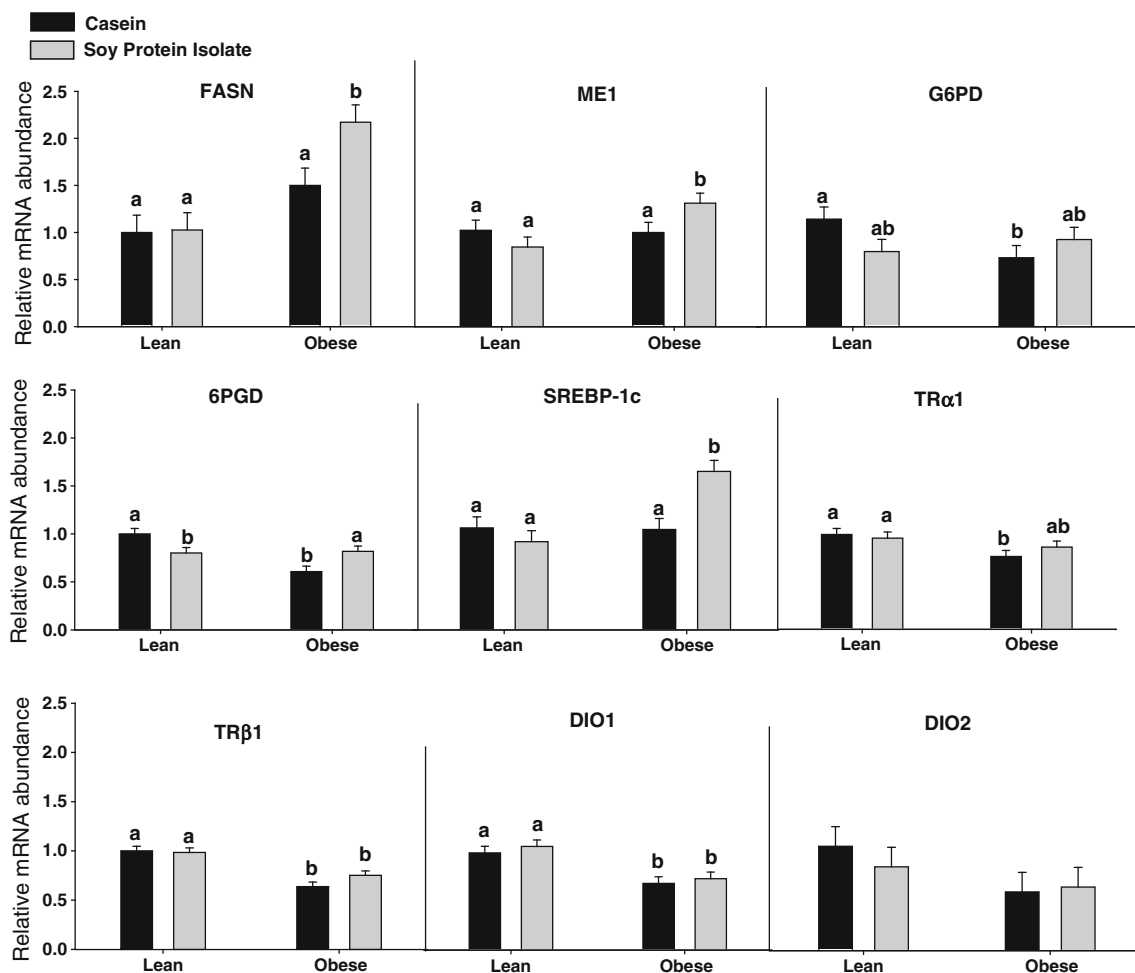 Casein
Soy Protein Isolate
Relative mRNA abundance
2.5
2.0
1.5
1.0
0.5
0.0
FASN
a
a
a
b
Lean
Obese
ME1
a
a
a
b
Lean
Obese
G6PD
a
ab
b
ab
Lean
Obese
Relative mRNA abundance
2.5
2.0
1.5
1.0
0.5
0.0
6PGD
a
b
b
a
Lean
Obese
SREBP-1c
a
a
a
b
Lean
Obese
TRα1
a
a
b
ab
Lean
Obese
Relative mRNA abundance
2.5
2.0
1.5
1.0
0.5
0.0
TRβ1
a
a
b
b
Lean
Obese
DIO1
a
a
b
b
Lean
Obese
DIO2
Lean
Obese